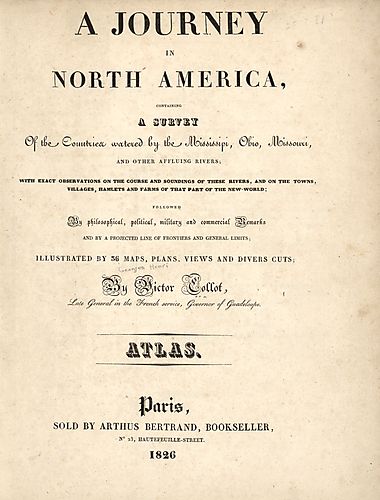 A JOURNEY
IN
NORTH AMERICA,
CONTAINING
A SURVEY
Of the Countries watered by the Mississipi, Ohio, Missouri,
AND OTHER AFFLUING RIVERS;
WITH EXACT OBSERVATIONS ON THE COURSE AND SOUNDINGS OF THESE RIVERS, AND ON THE TOWNS,
VILLAGES, HAMLETS AND FARMS OF THAT PART OF THE NEW-WORLD;
FOLLOWED
By philosophical, political, military and commercial Remarks
AND BY A PROJECTED LINE OF FRONTIERS AND GENERAL LIMITS;
ILLUSTRATED BY 36 MAPS, PLANS, VIEWS AND DIVERS CUTS;
Georges Henri
By Victor Collot,
Late General in the French service, Governor of Guadeloupe.
ATLAS.
Paris,
SOLD BY ARTHUS BERTRAND, BOOKSELLER,
N° 23, HAUTEFEUILLE-STREET.
1826